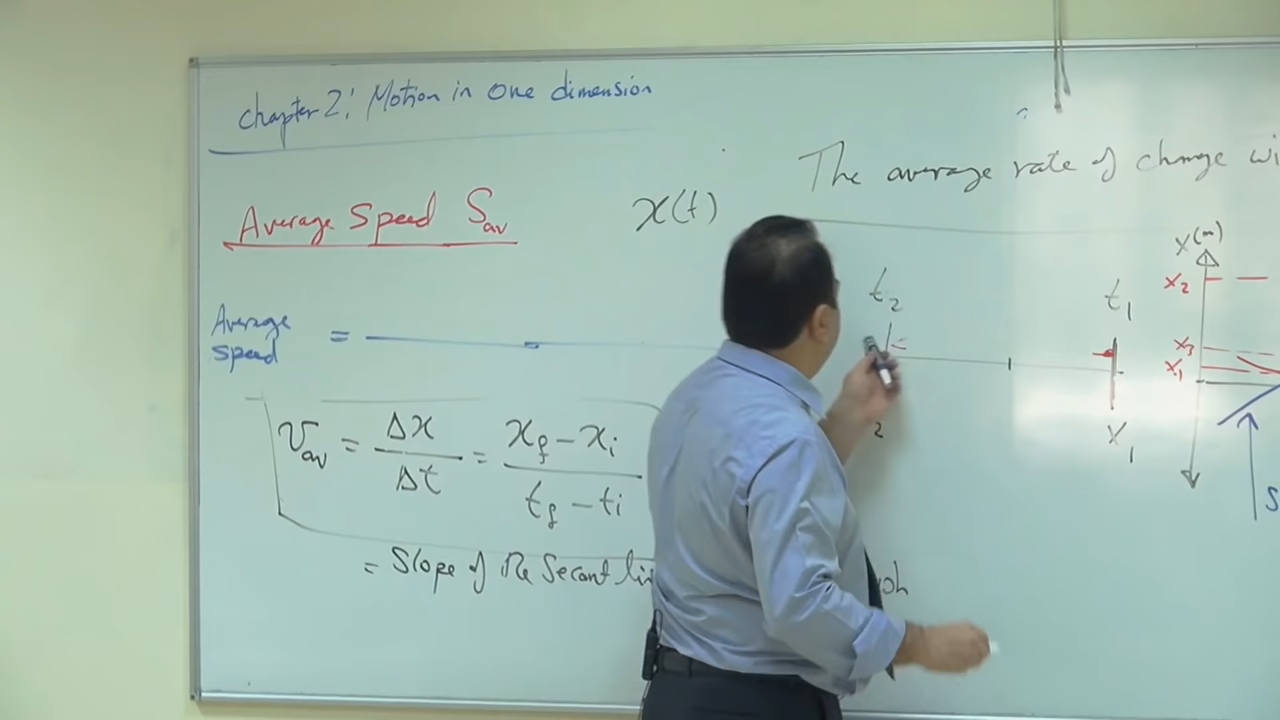 chapter 2: Motion in One dimension
The average rate of change wi
Average Speed Sav
x(t)
x(m)
x2
t2
t1
Average speed =
x3
x1
2
x1
vav = Δx/Δt = (xf - xi)/(tf - ti)
S
= Slope of the Secant li